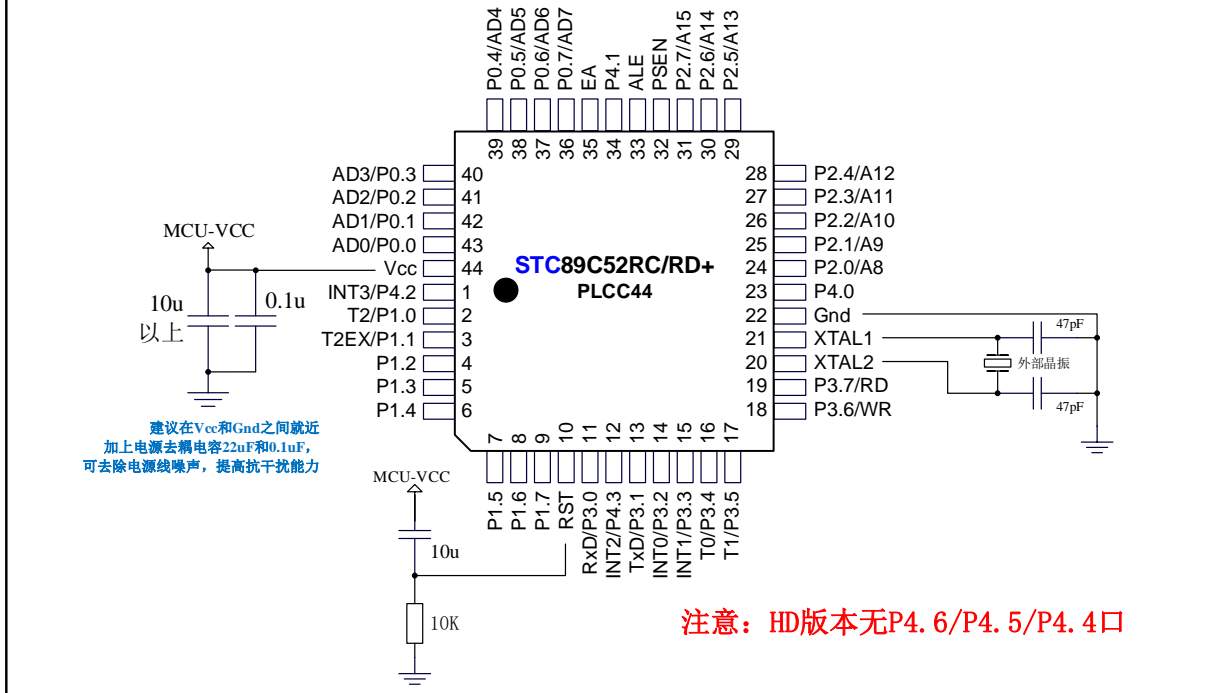 P0.4/AD4
P0.5/AD5
P0.6/AD6
P0.7/AD7
EA
P4.1
ALE
PSEN
P2.7/A15
P2.6/A14
P2.5/A13
39
38
37
36
35
34
33
32
31
30
29
AD3/P0.3 40
AD2/P0.2 41
AD1/P0.1 42
AD0/P0.0 43
Vcc 44
INT3/P4.2 1
T2/P1.0 2
T2EX/P1.1 3
P1.2 4
P1.3 5
P1.4 6
MCU-VCC
10u
以上
0.1u
建议在Vcc和Gnd之间就近
加上电源去耦电容22uF和0.1uF,
可去除电源线噪声，提高抗干扰能力
STC89C52RC/RD+
PLCC44
28 P2.4/A12
27 P2.3/A11
26 P2.2/A10
25 P2.1/A9
24 P2.0/A8
23 P4.0
22 Gnd
21 XTAL1
20 XTAL2
19 P3.7/RD
18 P3.6/WR
47pF
外部晶振
47pF
7
8
9
10
11
12
13
14
15
16
17
P1.5
P1.6
P1.7
RST
RxD/P3.0
INT2/P4.3
TxD/P3.1
INT0/P3.2
INT1/P3.3
T0/P3.4
T1/P3.5
MCU-VCC
10u
10K
注意：HD版本无P4.6/P4.5/P4.4口